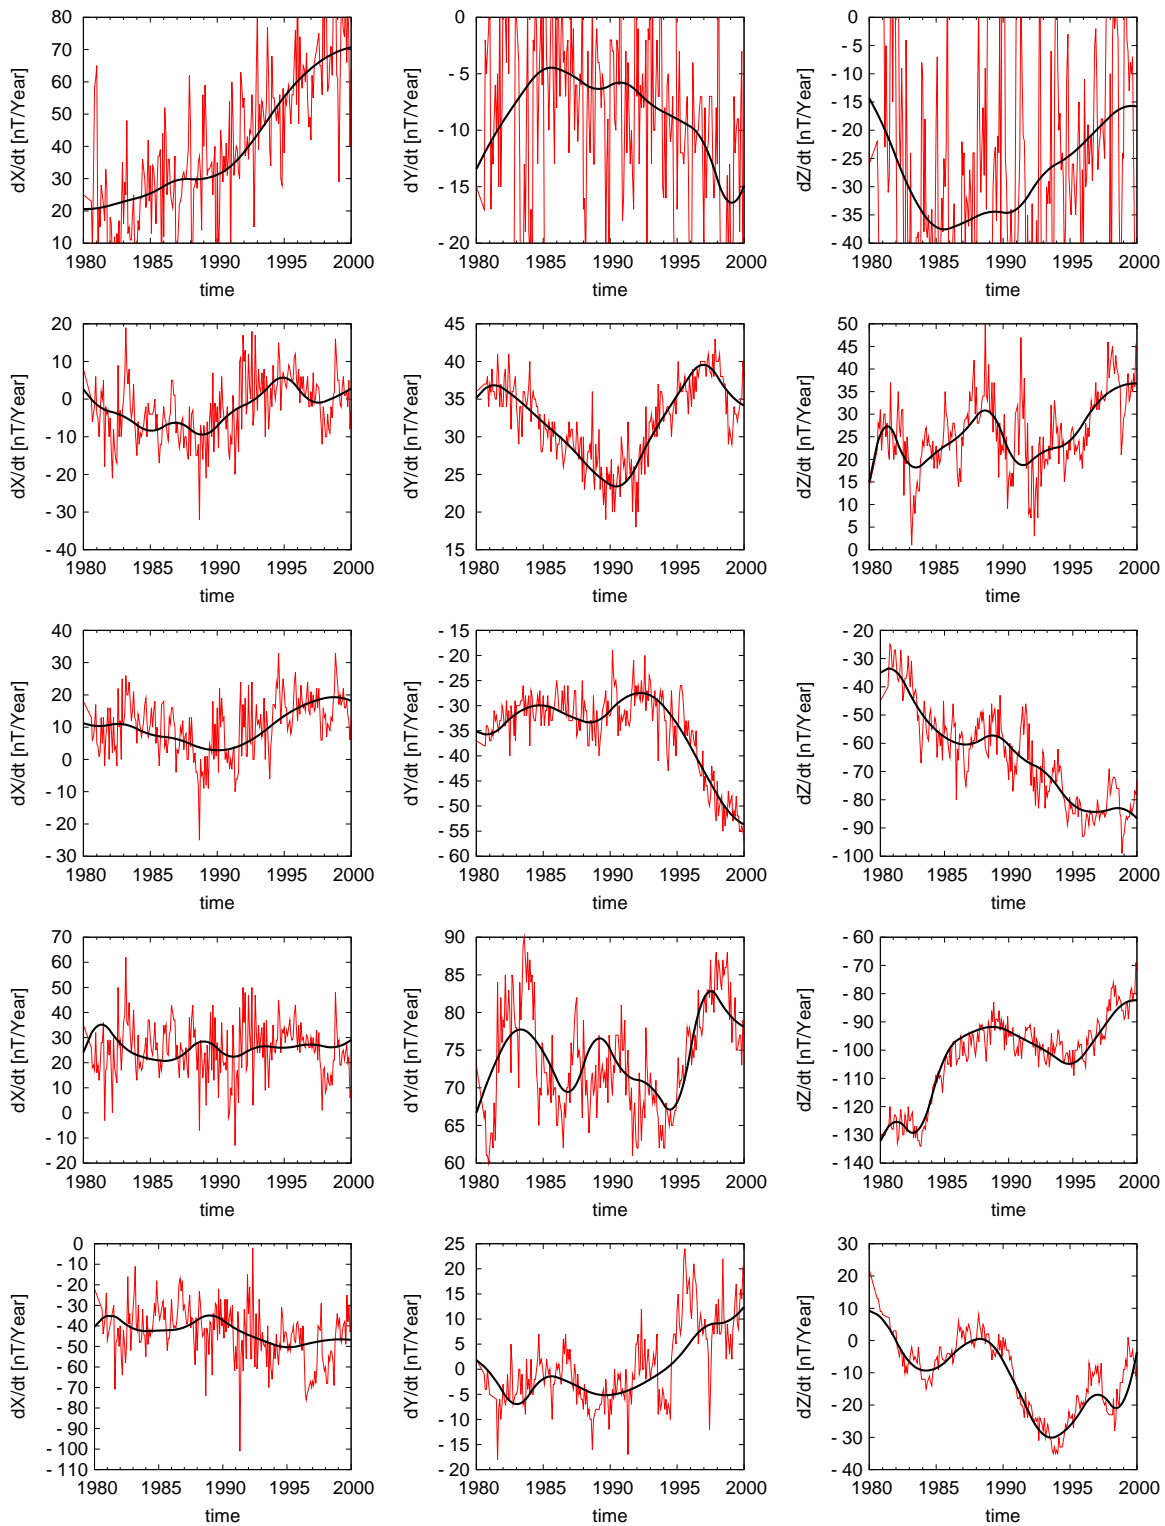 dX/dt [nT/Year]
80
70
60
50
40
30
20
10
1980 1985 1990 1995 2000
time
dY/dt [nT/Year]
0
- 5
- 10
- 15
- 20
1980 1985 1990 1995 2000
time
dZ/dt [nT/Year]
0
- 5
- 10
- 15
- 20
- 25
- 30
- 35
- 40
1980 1985 1990 1995 2000
time
dX/dt [nT/Year]
20
10
0
- 10
- 20
- 30
- 40
1980 1985 1990 1995 2000
time
dY/dt [nT/Year]
45
40
35
30
25
20
15
1980 1985 1990 1995 2000
time
dZ/dt [nT/Year]
50
45
40
35
30
25
20
15
10
5
0
1980 1985 1990 1995 2000
time
dX/dt [nT/Year]
40
30
20
10
0
- 10
- 20
- 30
1980 1985 1990 1995 2000
time
dY/dt [nT/Year]
- 15
- 20
- 25
- 30
- 35
- 40
- 45
- 50
- 55
- 60
1980 1985 1990 1995 2000
time
dZ/dt [nT/Year]
- 20
- 30
- 40
- 50
- 60
- 70
- 80
- 90
- 100
1980 1985 1990 1995 2000
time
dX/dt [nT/Year]
70
60
50
40
30
20
10
0
- 10
- 20
1980 1985 1990 1995 2000
time
dY/dt [nT/Year]
90
85
80
75
70
65
60
1980 1985 1990 1995 2000
time
dZ/dt [nT/Year]
- 60
- 70
- 80
- 90
- 100
- 110
- 120
- 130
- 140
1980 1985 1990 1995 2000
time
dX/dt [nT/Year]
0
- 10
- 20
- 30
- 40
- 50
- 60
- 70
- 80
- 90
- 100
- 110
1980 1985 1990 1995 2000
time
dY/dt [nT/Year]
25
20
15
10
5
0
- 5
- 10
- 15
- 20
1980 1985 1990 1995 2000
time
dZ/dt [nT/Year]
30
20
10
0
- 10
- 20
- 30
- 40
1980 1985 1990 1995 2000
time